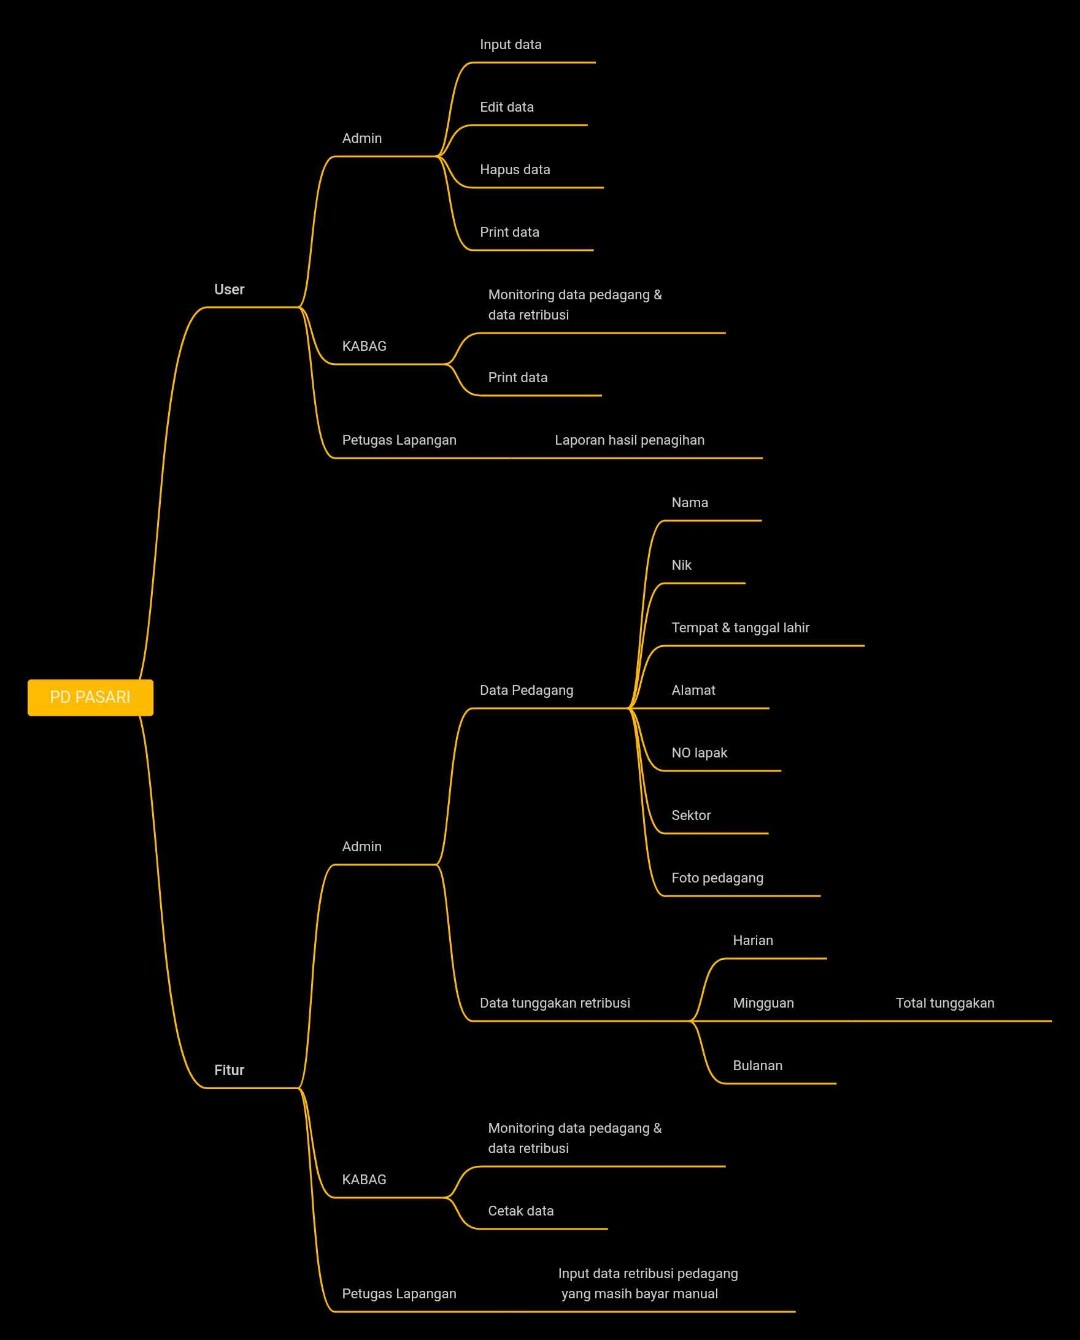 Input data
Edit data
Admin
Hapus data
Print data
User
Monitoring data pedagang &
data retribusi
KABAG
Print data
Petugas Lapangan
Laporan hasil penagihan
Nama
Nik
Tempat & tanggal lahir
PD PASARI
Data Pedagang
Alamat
NO lapak
Sektor
Admin
Foto pedagang
Harian
Data tunggakan retribusi
Mingguan
Total tunggakan
Bulanan
Fitur
Monitoring data pedagang &
data retribusi
KABAG
Cetak data
Petugas Lapangan
Input data retribusi pedagang
yang masih bayar manual